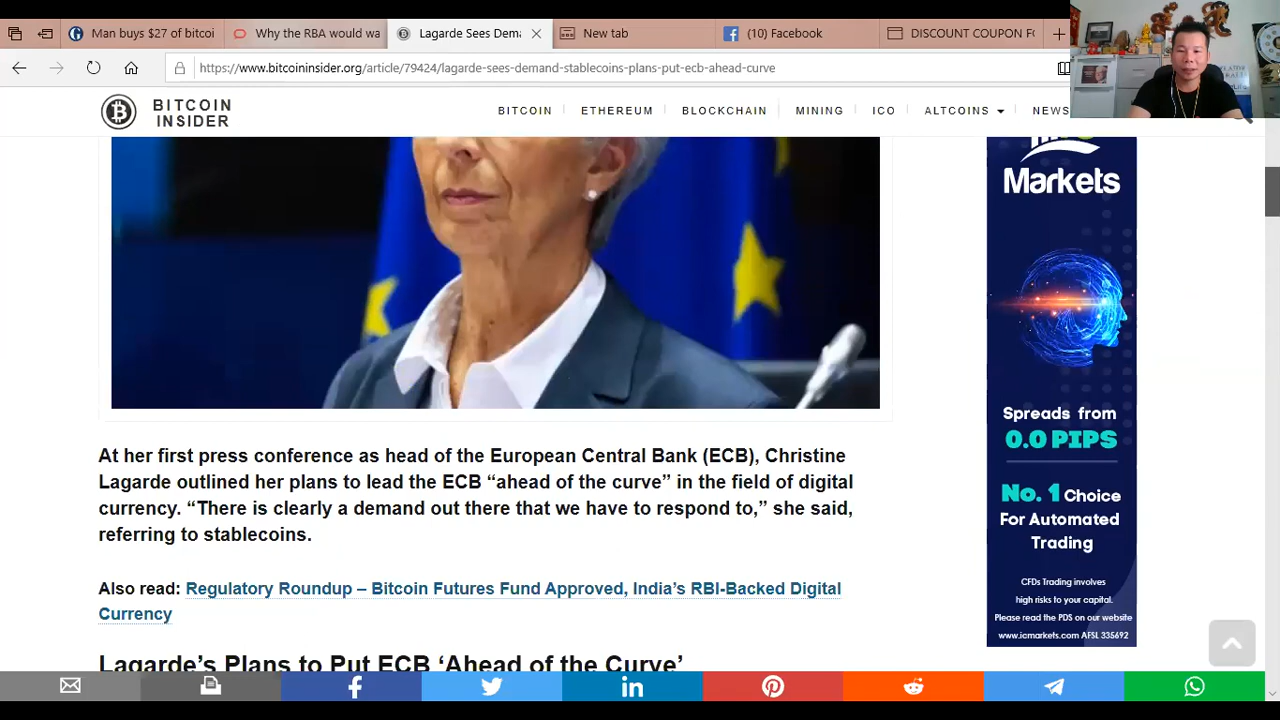 Man buys $27 of bitcoi
Why the RBA would wa
Lagarde Sees Dema
New tab
(10) Facebook
DISCOUNT COUPON FO
https://www.bitcoininsider.org/article/79424/lagarde-sees-demand-stablecoins-plans-put-ecb-ahead-curve
BITCOIN
INSIDER
BITCOIN
ETHEREUM
BLOCKCHAIN
MINING
ICO
ALTCOINS
NEWS
Markets
Spreads from
0.0 PIPS
No. 1 Choice
For Automated
Trading
CFDs Trading involves
high risks to your capital.
Please read the PDS on our website
www.icmarkets.com AFSL 335692
At her first press conference as head of the European Central Bank (ECB), Christine
Lagarde outlined her plans to lead the ECB “ahead of the curve” in the field of digital
currency. “There is clearly a demand out there that we have to respond to,” she said,
referring to stablecoins.
Also read: Regulatory Roundup – Bitcoin Futures Fund Approved, India’s RBI-Backed Digital
Currency
Lagarde’s Plans to Put ECB ‘Ahead of the Curve’